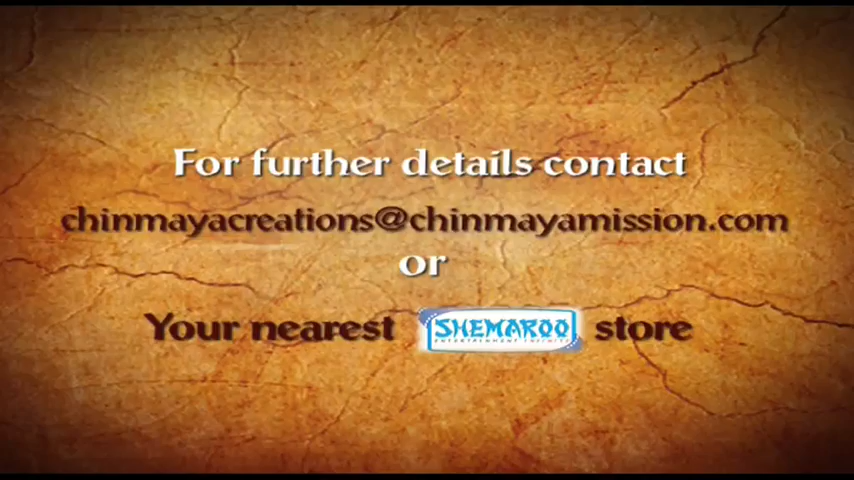 For further details contact
chinmayacreations@chinmayamission.com
or
Your nearest SHEMAROO store